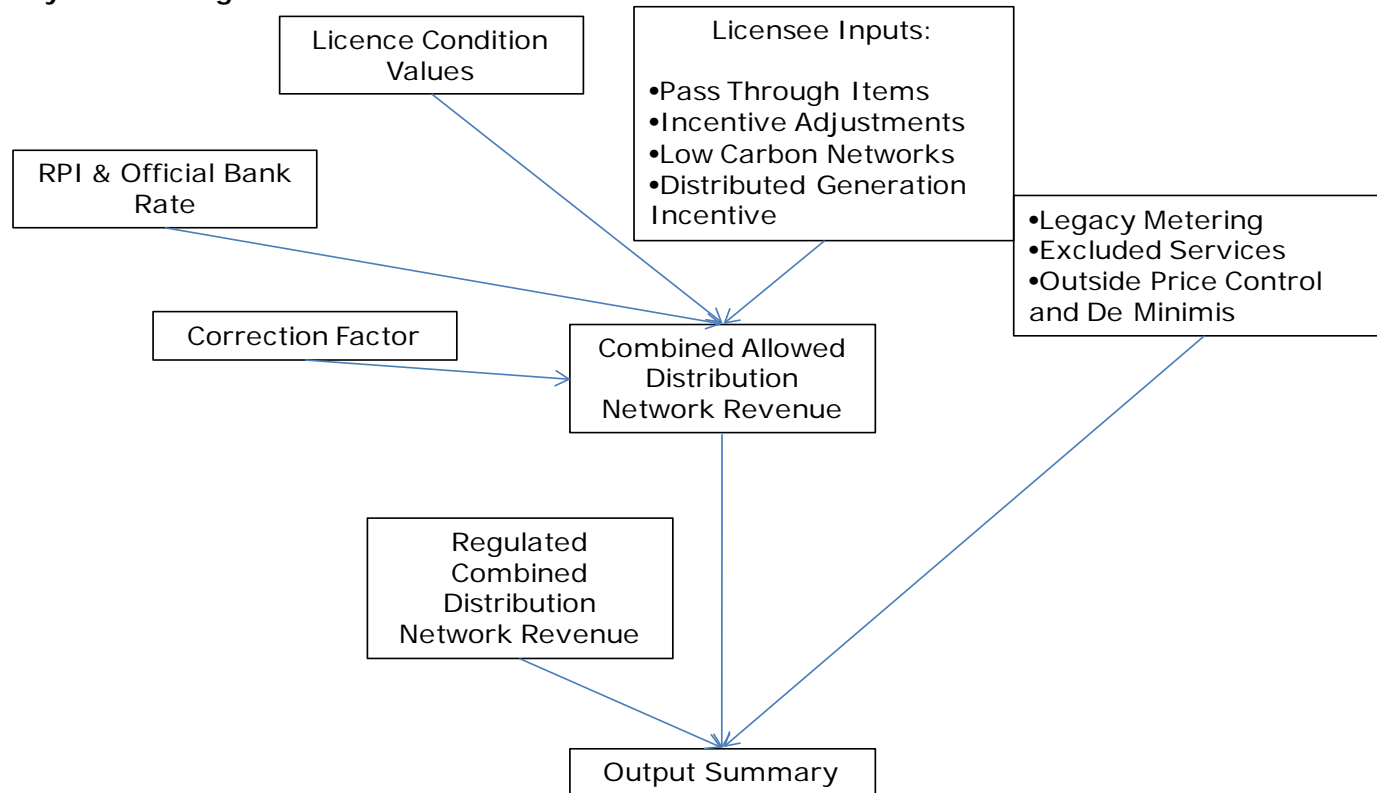 Licence Condition
Values
Licensee Inputs:
•Pass Through Items
•Incentive Adjustments
•Low Carbon Networks
•Distributed Generation
Incentive
RPI & Official Bank
Rate
•Legacy Metering
•Excluded Services
•Outside Price Control
and De Minimis
Correction Factor
Combined Allowed
Distribution
Network Revenue
Regulated
Combined
Distribution
Network Revenue
Output Summary